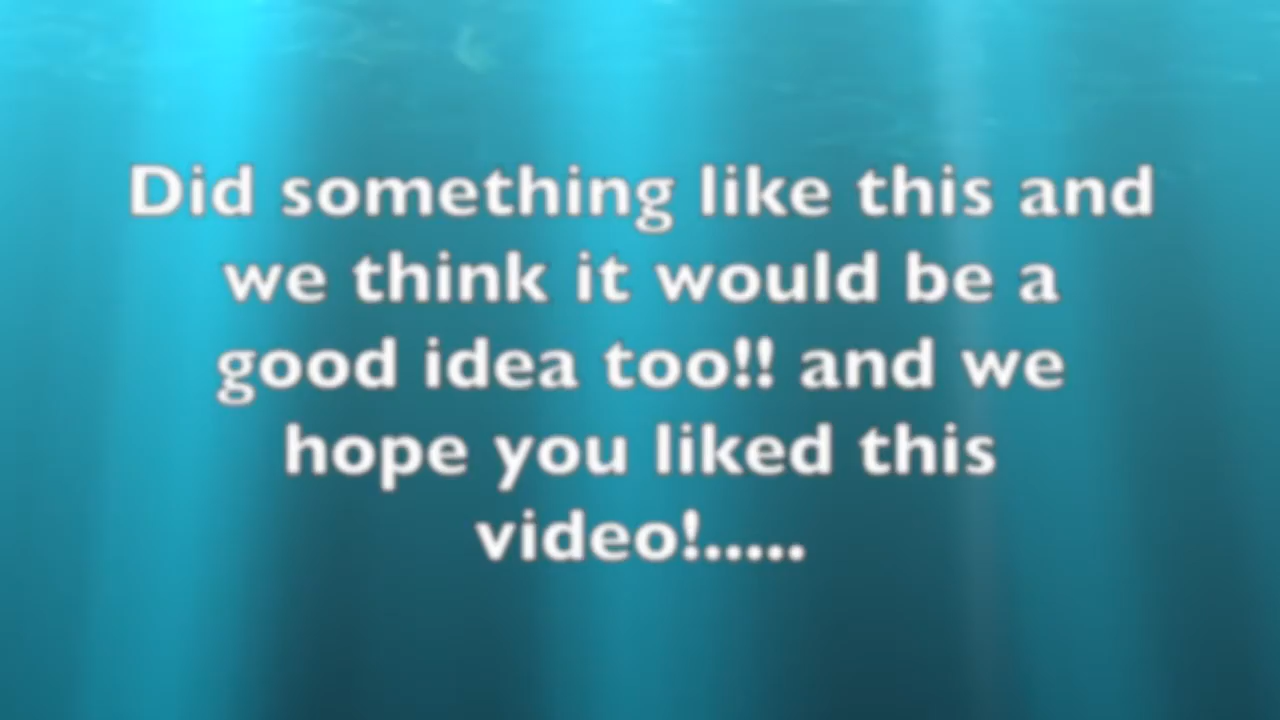 Did something like this and
we think it would be a
good idea too!! and we
hope you liked this
video!.....